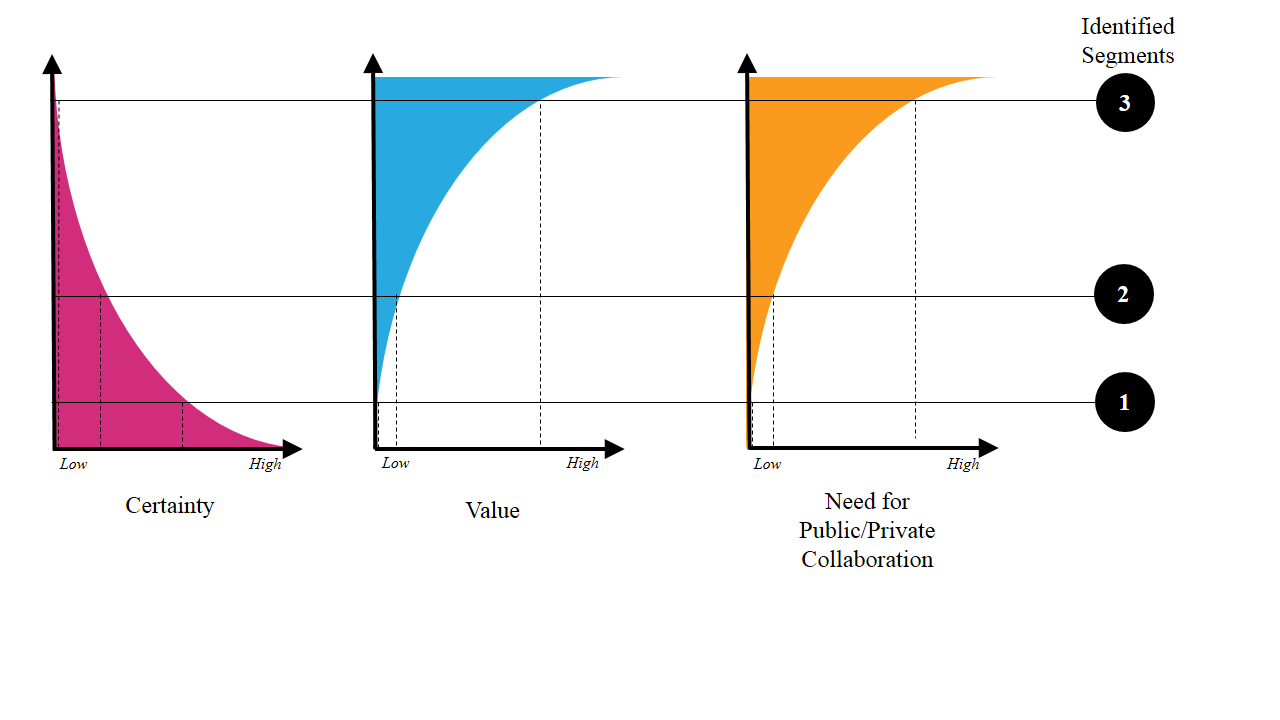 Identified
Segments
3
2
1
Low
High
Low
High
Low
High
Certainty
Value
Need for
Public/Private
Collaboration